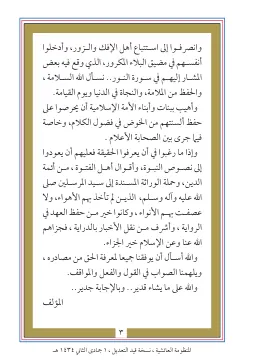 وانصرفوا إلى استتباع أهل الإفك والزور، وأدخلوا
أنفسهم في مضيق البلاء المكرور، الذي وقع فيه بعض
المشار إليهم في سورة النور.. نسأل الله السلامة ،
والحفظ من الملامة، والنجاة في الدنيا ويوم القيامة.
وأهيب ببنات وأبناء الأمة الإسلامية أن يحرصوا على
حفظ ألسنتهم من الخوض في فضول الكلام، وخاصة
فيما جرى بين الصحابة الأعلام .
وإذا ما رغبوا في أن يعرفوا الحقيقة فعليهم أن يعودوا
إلى نصوص النبوة، وأقوال أهل الفتوة، من أئمة
الدين، وحملة الوراثة المسندة إلى سيد المرسلين صلى
الله عليه وآله وسلم، الذين لم تأخذ بهم الأهواء، ولا
عصفت بهم الأنواء ، وكانوا خير من حفظ العهد في
الرواية ، وأشرف من نقل الأخبار بالدراية ، فجزاهم
الله عنا وعن الإسلام خير الجزاء.
والله أسأل أن يوفقنا جميعا لمعرفة الحق من مصادره ،
ويلهمنا الصواب في القول والفعل والمواقف.
والله على ما يشاء قدير.. وبالإجابة جدير..
المؤلف
٣
المنظومة العائشية ، نسخة قيد التعديل ، ١ جمادى الثاني ١٤٣٤ هـ